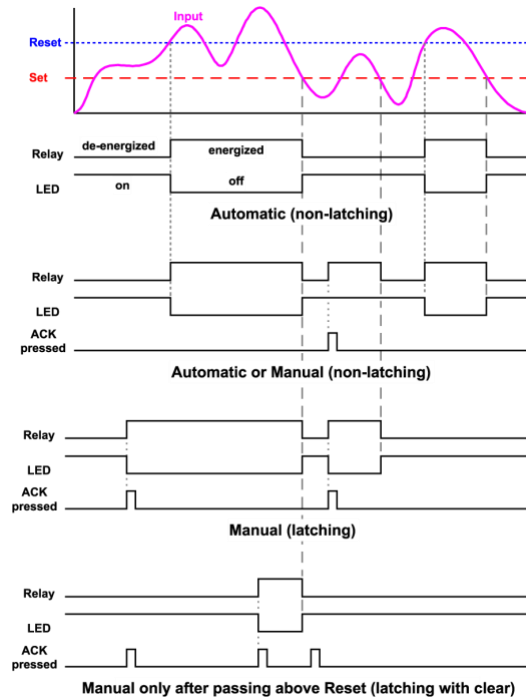 Input
Reset
Set
de-energized energized
Relay
LED
on off
Automatic (non-latching)
Relay
LED
ACK
pressed
Automatic or Manual (non-latching)
Relay
LED
ACK
pressed
Manual (latching)
Relay
LED
ACK
pressed
Manual only after passing above Reset (latching with clear)